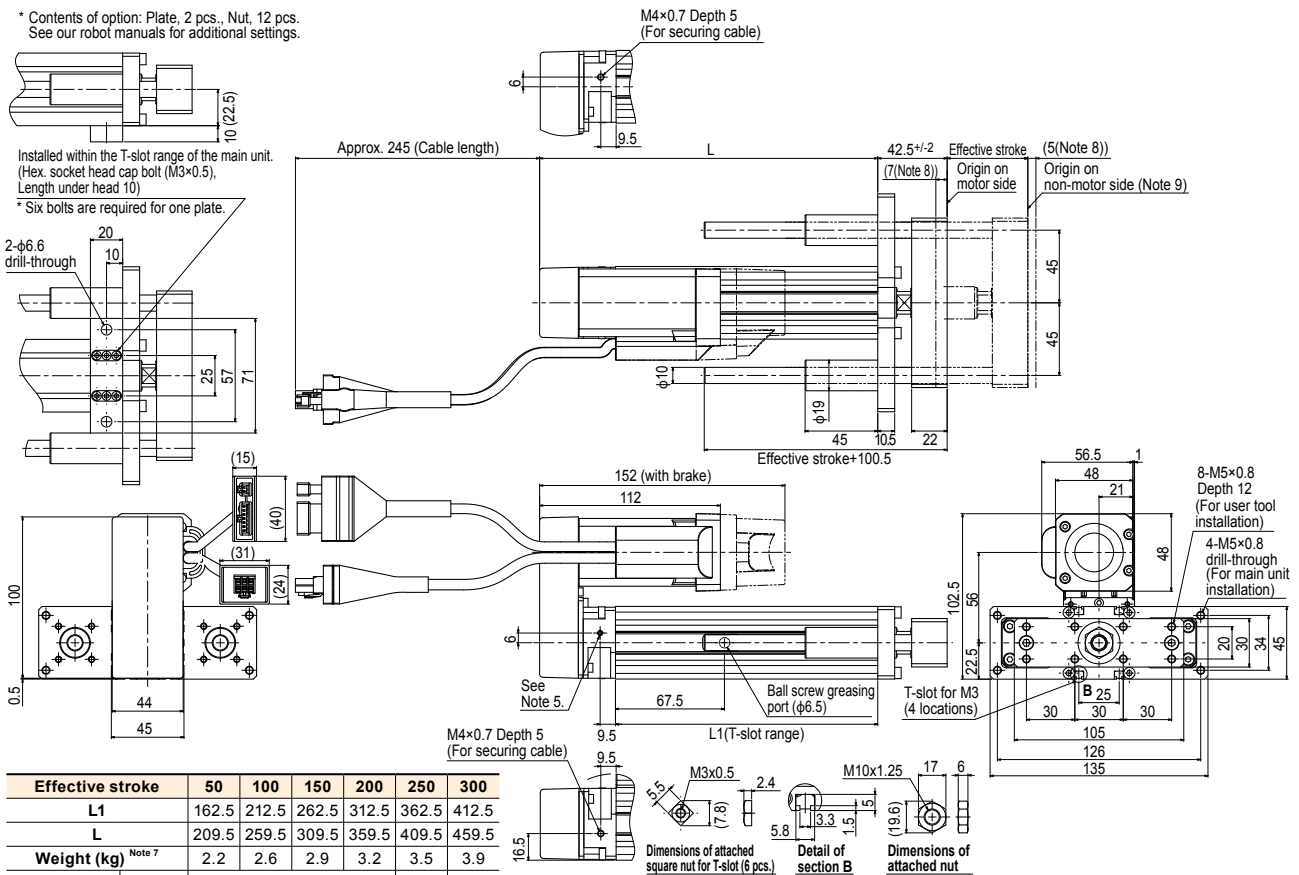 * Contents of option: Plate, 2 pcs., Nut, 12 pcs.
See our robot manuals for additional settings.
10 (22.5)
Installed within the T-slot range of the main unit.
(Hex. socket head cap bolt (M3×0.5),
Length under head 10)
* Six bolts are required for one plate.
M4×0.7 Depth 5
(For securing cable)
6
9.5
Approx. 245 (Cable length)
L
42.5+/-2
Effective stroke
(5(Note 8))
(7(Note 8))
Origin on
motor side
Origin on
non-motor side (Note 9)
20
10
2-φ6.6
drill-through
25
57
71
45
45
φ10
φ19
45
10.5
22
Effective stroke+100.5
(15)
(40)
(31)
(24)
100
0.5
44
45
152 (with brake)
112
6
See
Note 5.
67.5
Ball screw greasing
port (φ6.5)
9.5
L1(T-slot range)
56.5
1
48
21
8-M5×0.8
Depth 12
(For user tool
installation)
4-M5×0.8
drill-through
(For main unit
installation)
48
102.5
56
22.5
20
30
34
45
T-slot for M3
(4 locations)
B
25
30
30
30
105
126
135
M4×0.7 Depth 5
(For securing cable)
9.5
16.5
M3x0.5
5.5
(7.8)
2.4
Dimensions of attached
square nut for T-slot (6 pcs.)
5
3.3
1.5
5.8
Detail of
section B
M10×1.25
17
6
(19.6)
Dimensions of
attached nut
Effective stroke 50 100 150 200 250 300
L1 162.5 212.5 262.5 312.5 362.5 412.5
L 209.5 259.5 309.5 359.5 409.5 459.5
Weight (kg) Note 7 2.2 2.6 2.9 3.2 3.5 3.9